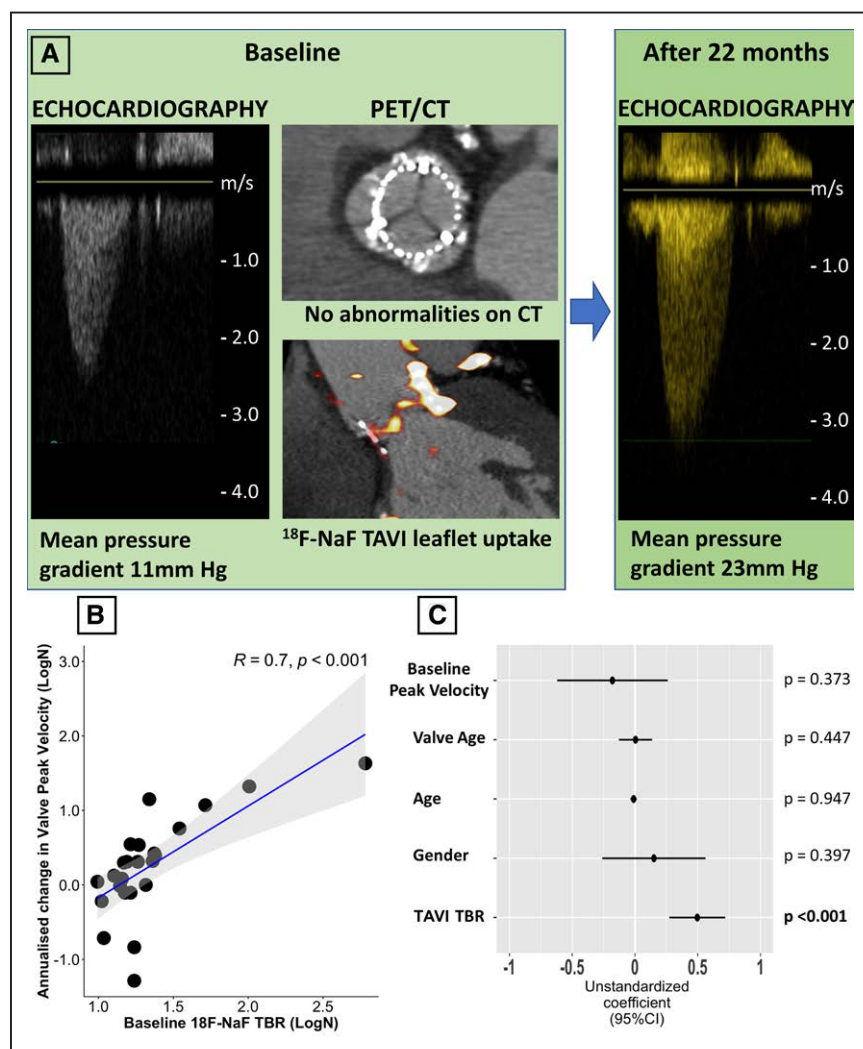 A
Baseline
After 22 months
ECHOCARDIOGRAPHY
PET/CT
ECHOCARDIOGRAPHY
m/s
- 1.0
- 2.0
- 3.0
- 4.0
No abnormalities on CT
¹⁸F-NaF TAVI leaflet uptake
Mean pressure
gradient 11mm Hg
m/s
- 1.0
- 2.0
- 3.0
- 4.0
Mean pressure
gradient 23mm Hg
B
R = 0.7, p < 0.001
Annualised change in Valve Peak Velocity (LogN)
3.0
2.0
1.0
0.0
-1.0
1.0 1.5 2.0 2.5
Baseline 18F-NaF TBR (LogN)
C
Baseline
Peak Velocity
p = 0.373
Valve Age
p = 0.447
Age
p = 0.947
Gender
p = 0.397
TAVI TBR
p <0.001
-1 -0.5 0 0.5 1
Unstandardized
coefficient
(95%CI)